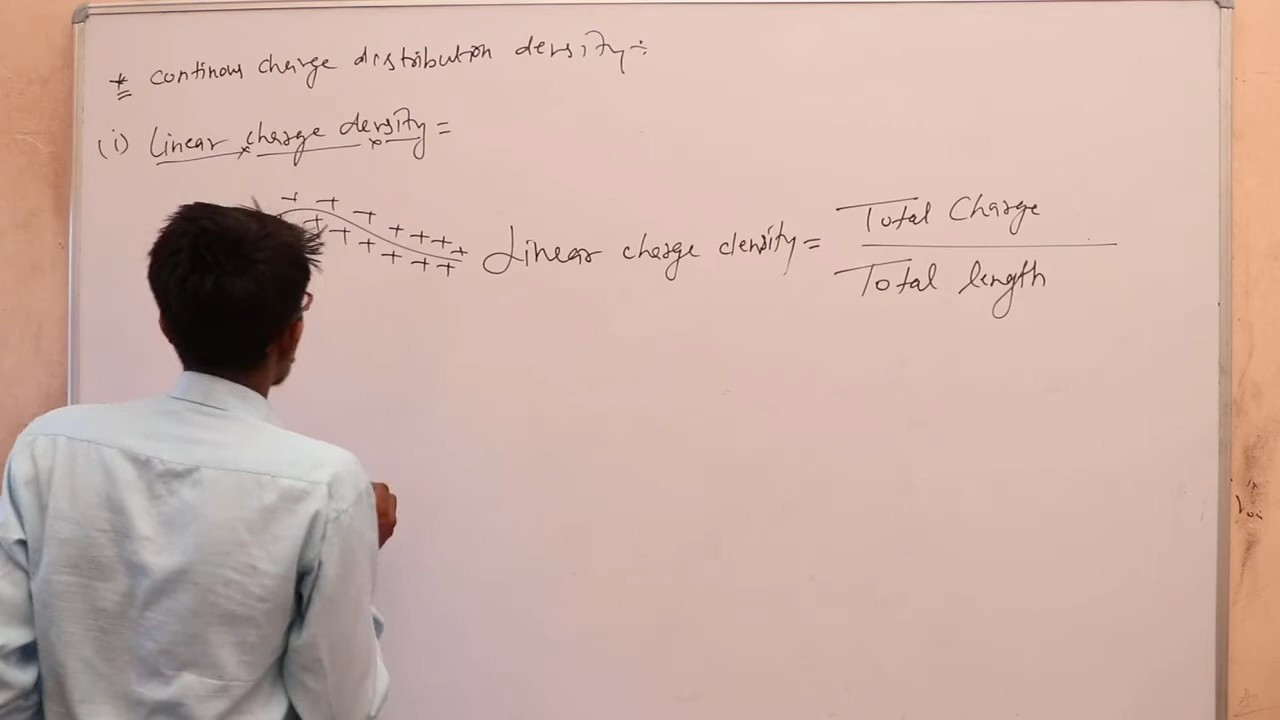 * continous charge distribution density÷
(i) Linear charge density =
Linear charge density = Total Charge
Total length